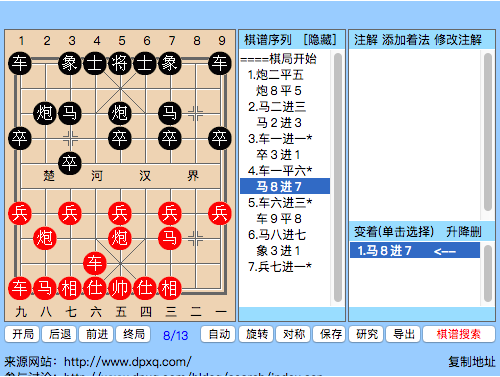 1 2 3 4 5 6 7 8 9
车 象 士 将 士 象 车
炮 马 炮 马
卒 卒 卒 卒
卒
楚 河 汉 界
兵 兵 兵 兵 兵
炮 炮 马
车
车 马 相 仕 帅 仕 相
九 八 七 六 五 四 三 二 一
棋谱序列 [隐藏]
====棋局开始
1.炮二平五
炮８平５
2.马二进三
马２进３
3.车一进一*
卒３进１
4.车一平六*
马８进７
5.车六进三*
车９平８
6.马八进七
象３进１
7.兵七进一*
注解 添加着法 修改注解
变着(单击选择) 升降删
1.马８进７ <--
开局 后退 前进 终局 8/13 自动 旋转 对称 保存 研究 导出 棋谱搜索
来源网站: http://www.dpxq.com/ 复制地址